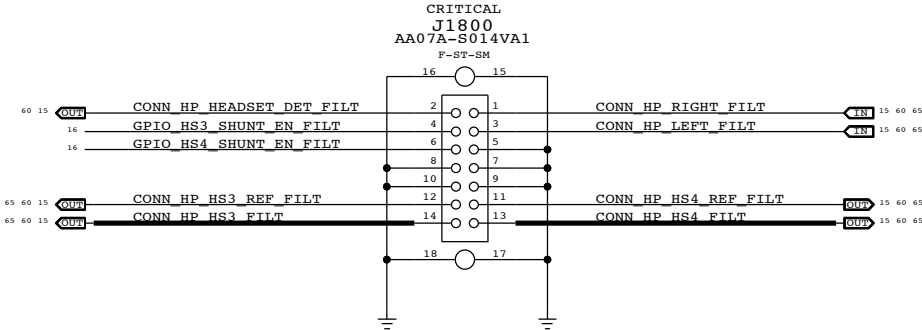 CRITICAL
J1800
AA07A-S014VA1
F-ST-SM
16 15
60 15 OUT CONN_HP_HEADSET_DET_FILT 2 1 CONN_HP_RIGHT_FILT IN 15 60 65
16 GPIO_HS3_SHUNT_EN_FILT 4 3 CONN_HP_LEFT_FILT IN 15 60 65
16 GPIO_HS4_SHUNT_EN_FILT 6 5
8 7
10 9
65 60 15 OUT CONN_HP_HS3_REF_FILT 12 11 CONN_HP_HS4_REF_FILT OUT 15 60 65
65 60 15 OUT CONN_HP_HS3_FILT 14 13 CONN_HP_HS4_FILT OUT 15 60 65
18 17